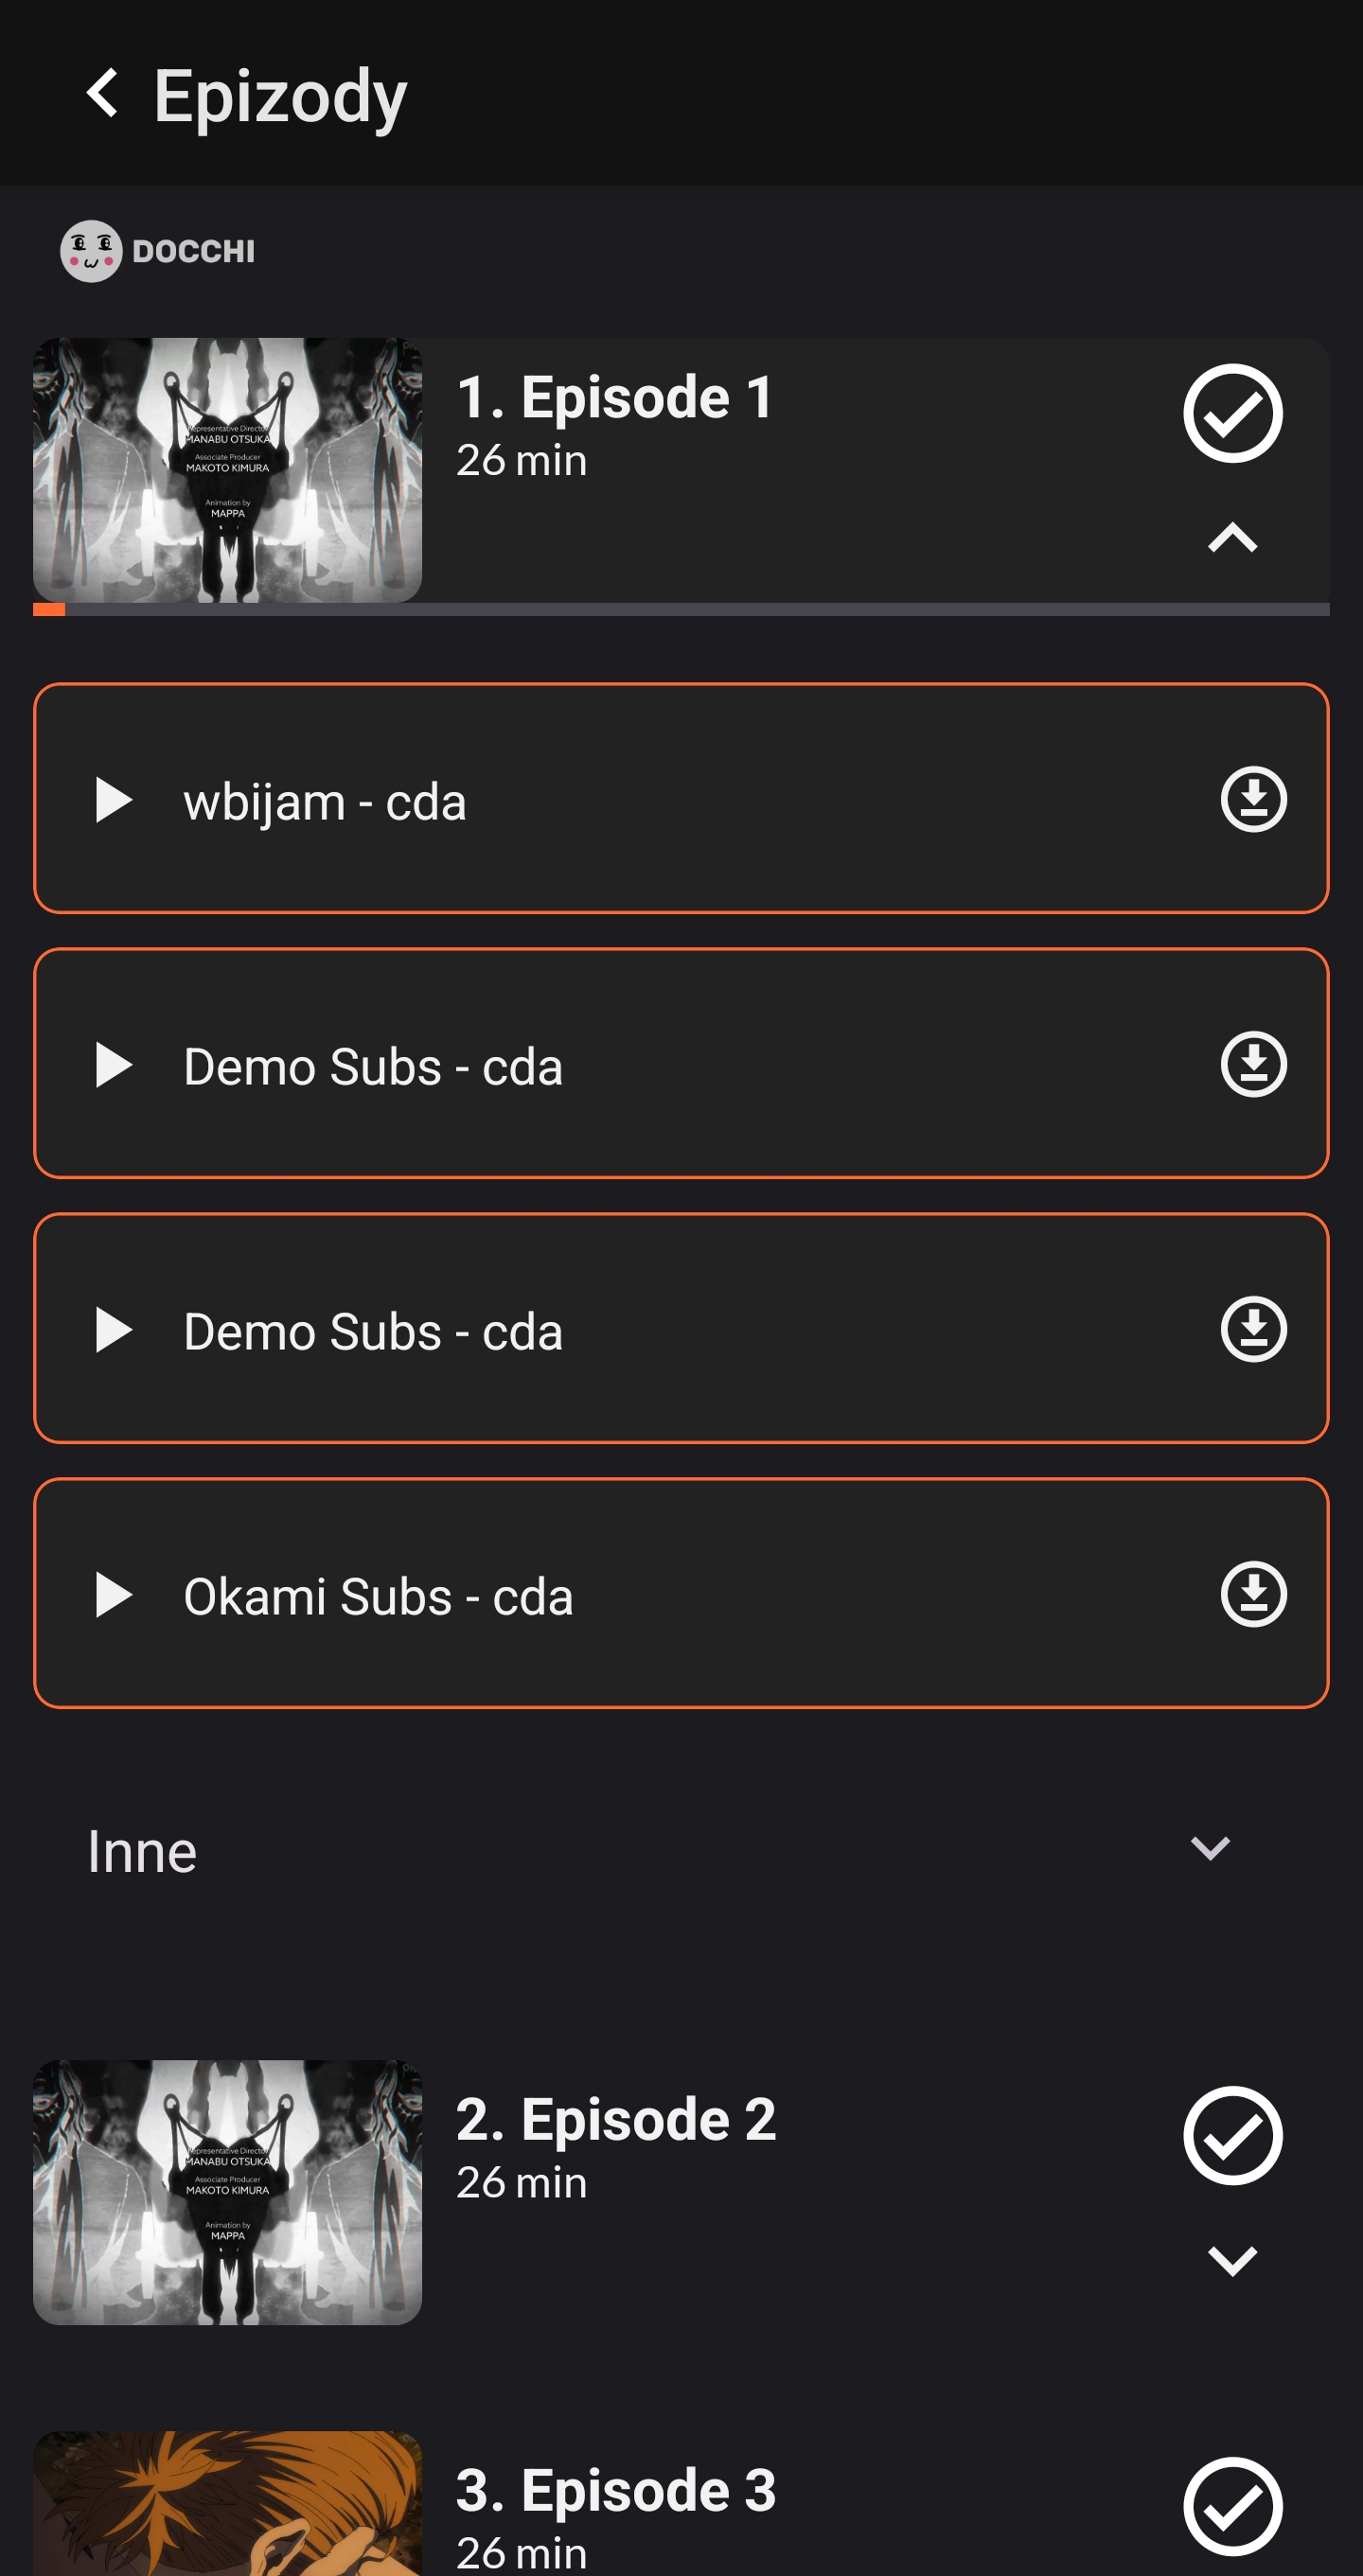 Epizody
DOCCHI
Representative Director
MANABU OTSUKA
Associate Producer
MAKOTO KIMURA
Animation by
MAPPA
1. Episode 1
26 min
wbijam - cda
Demo Subs - cda
Demo Subs - cda
Okami Subs - cda
Inne
Representative Director
MANABU OTSUKA
Associate Producer
MAKOTO KIMURA
Animation by
MAPPA
2. Episode 2
26 min
3. Episode 3
26 min